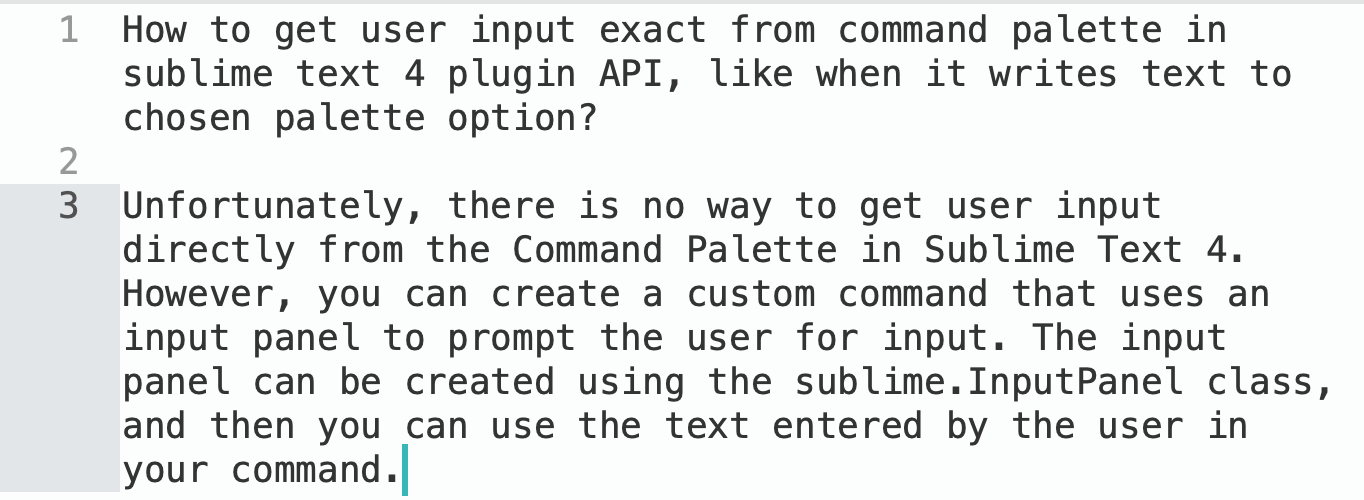 1 How to get user input exact from command palette in
sublime text 4 plugin API, like when it writes text to
chosen palette option?
2
3 Unfortunately, there is no way to get user input
directly from the Command Palette in Sublime Text 4.
However, you can create a custom command that uses an
input panel to prompt the user for input. The input
panel can be created using the sublime.InputPanel class,
and then you can use the text entered by the user in
your command.